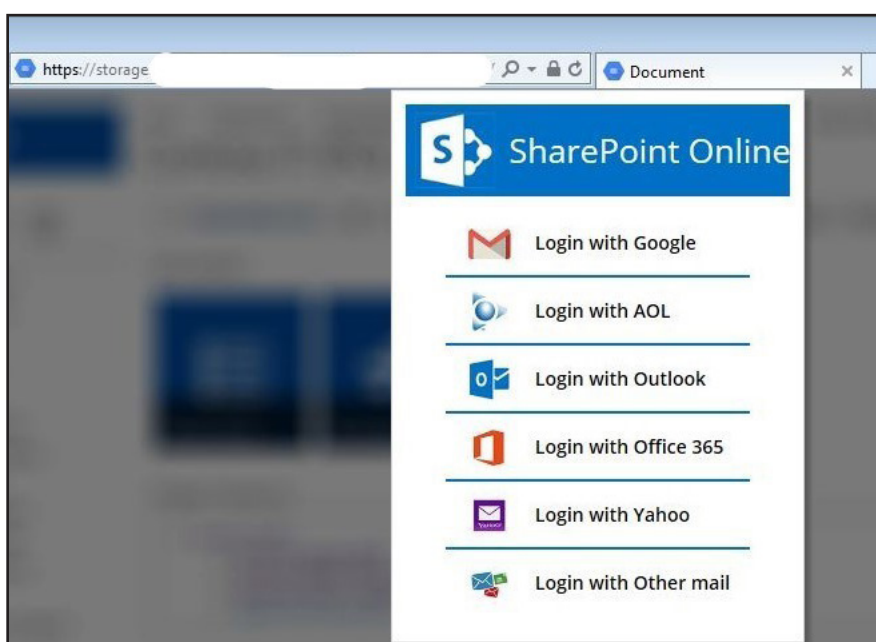 https://storage
Document
SharePoint Online
Login with Google
Login with AOL
Login with Outlook
Login with Office 365
Login with Yahoo
Login with Other mail